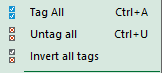 Tag All Ctrl+A
Untag all Ctrl+U
Invert all tags